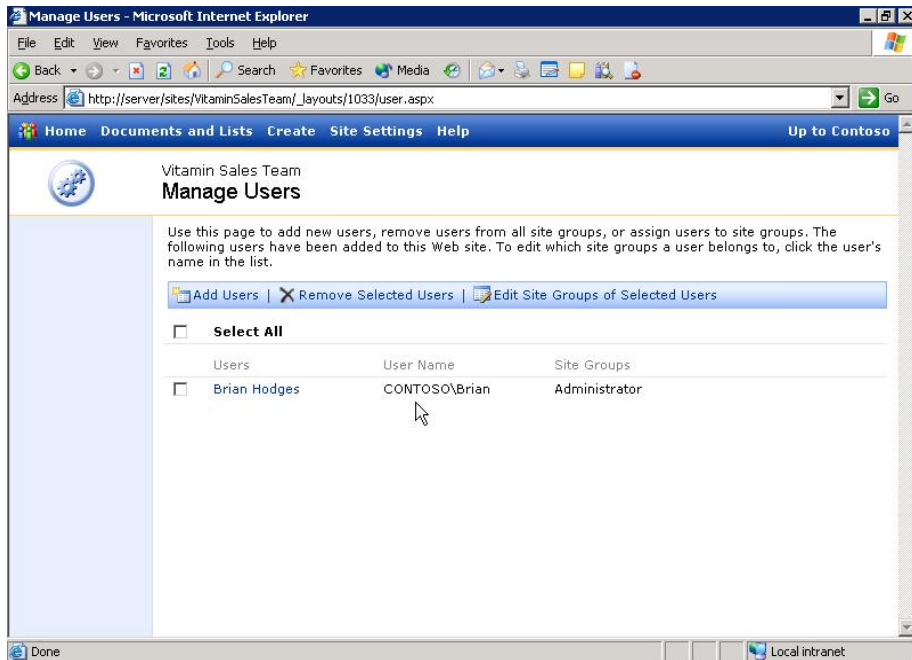 Manage Users - Microsoft Internet Explorer
File Edit View Favorites Tools Help
Back Search Favorites Media
Address http://server/sites/VitaminSalesTeam/_layouts/1033/user.aspx Go
Home Documents and Lists Create Site Settings Help Up to Contoso
Vitamin Sales Team
Manage Users
Use this page to add new users, remove users from all site groups, or assign users to site groups. The
following users have been added to this Web site. To edit which site groups a user belongs to, click the user's
name in the list.
Add Users | Remove Selected Users | Edit Site Groups of Selected Users
Select All
Users User Name Site Groups
Brian Hodges CONTOSO\Brian Administrator
Done Local intranet